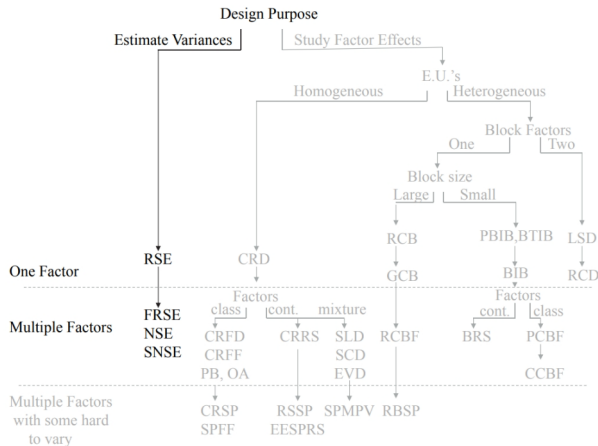 Design Purpose
Estimate Variances
Study Factor Effects
E.U.'s
Homogeneous
Heterogeneous
Block Factors
One
Two
Block size
Large
Small
RCB
PBIB,BTIB
LSD
One Factor
RSE
CRD
GCB
BIB
RCD
Factors
Factors
class
cont.
mixture
cont.
class
Multiple Factors
FRSE
NSE
SNSE
CRFD
CRFF
PB, OA
CRRS
SLD
SCD
EVD
RCBF
BRS
PCBF
CCBF
Multiple Factors
with some hard
to vary
CRSP
SPFF
RSSP
EESPRS
SPMPV
RBSP